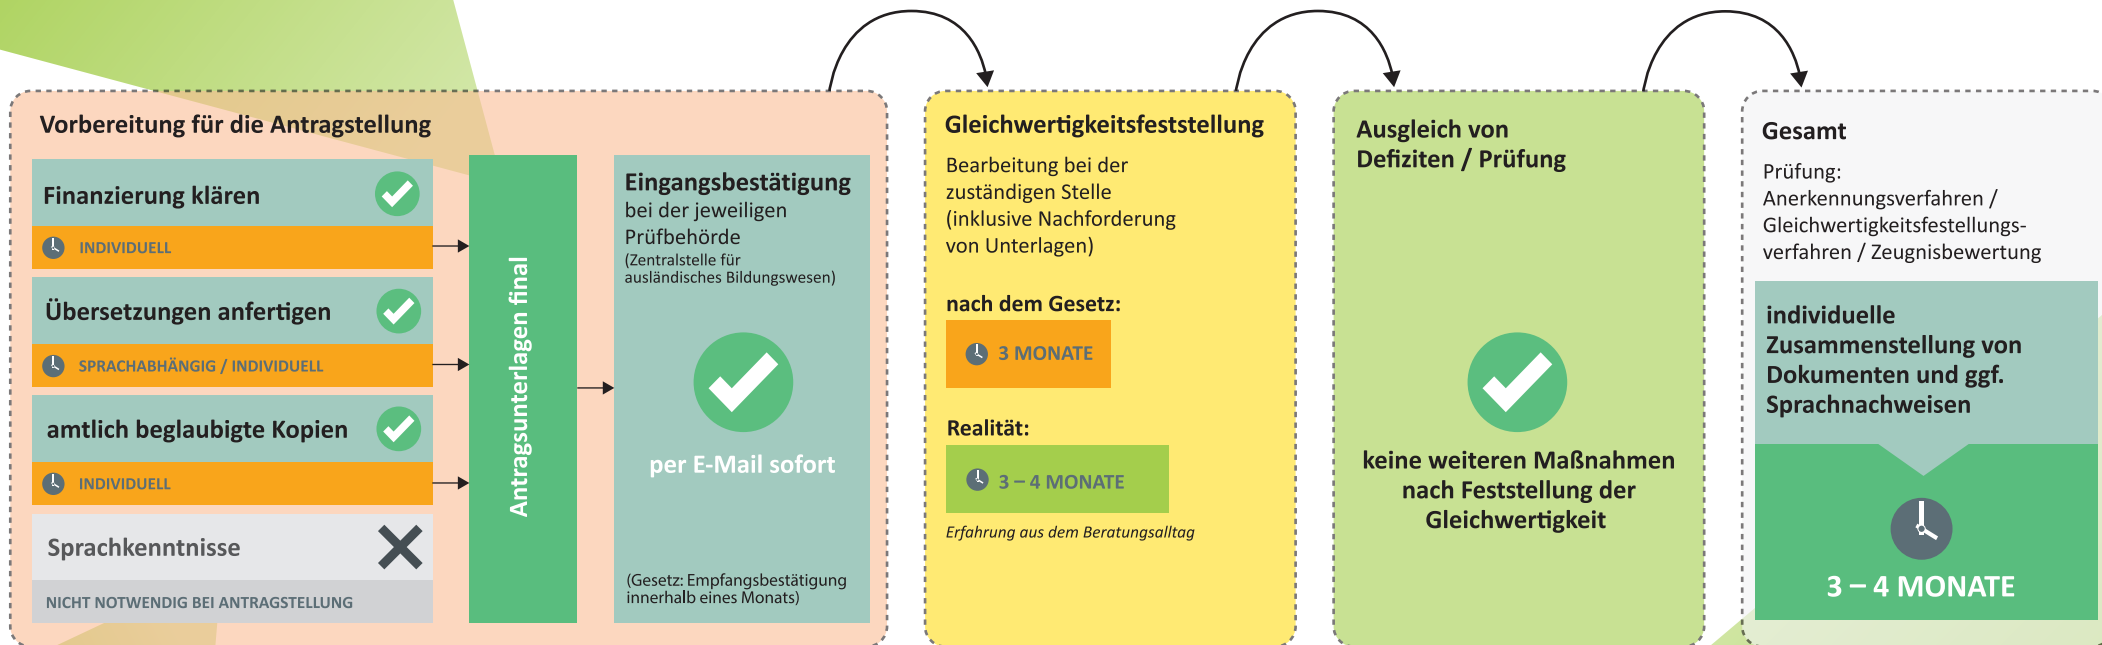 Vorbereitung für die Antragstellung
Finanzierung klären
INDIVIDUELL
Übersetzungen anfertigen
SPRACHABHÄNGIG / INDIVIDUELL
amtlich beglaubigte Kopien
INDIVIDUELL
Sprachkenntnisse
NICHT NOTWENDIG BEI ANTRAGSTELLUNG
Antragsunterlagen final
Eingangsbestätigung
bei der jeweiligen
Prüfbehörde
(Zentralstelle für
ausländisches Bildungswesen)
per E-Mail sofort
(Gesetz: Empfangsbestätigung
innerhalb eines Monats)
Gleichwertigkeitsfeststellung
Bearbeitung bei der
zuständigen Stelle
(inklusive Nachforderung
von Unterlagen)
nach dem Gesetz:
3 MONATE
Realität:
3 – 4 MONATE
Erfahrung aus dem Beratungsalltag
Ausgleich von
Defiziten / Prüfung
keine weiteren Maßnahmen
nach Feststellung der
Gleichwertigkeit
Gesamt
Prüfung:
Anerkennungsverfahren /
Gleichwertigkeitsfestellungs-
verfahren / Zeugnisbewertung
individuelle
Zusammenstellung von
Dokumenten und ggf.
Sprachnachweisen
3 – 4 MONATE